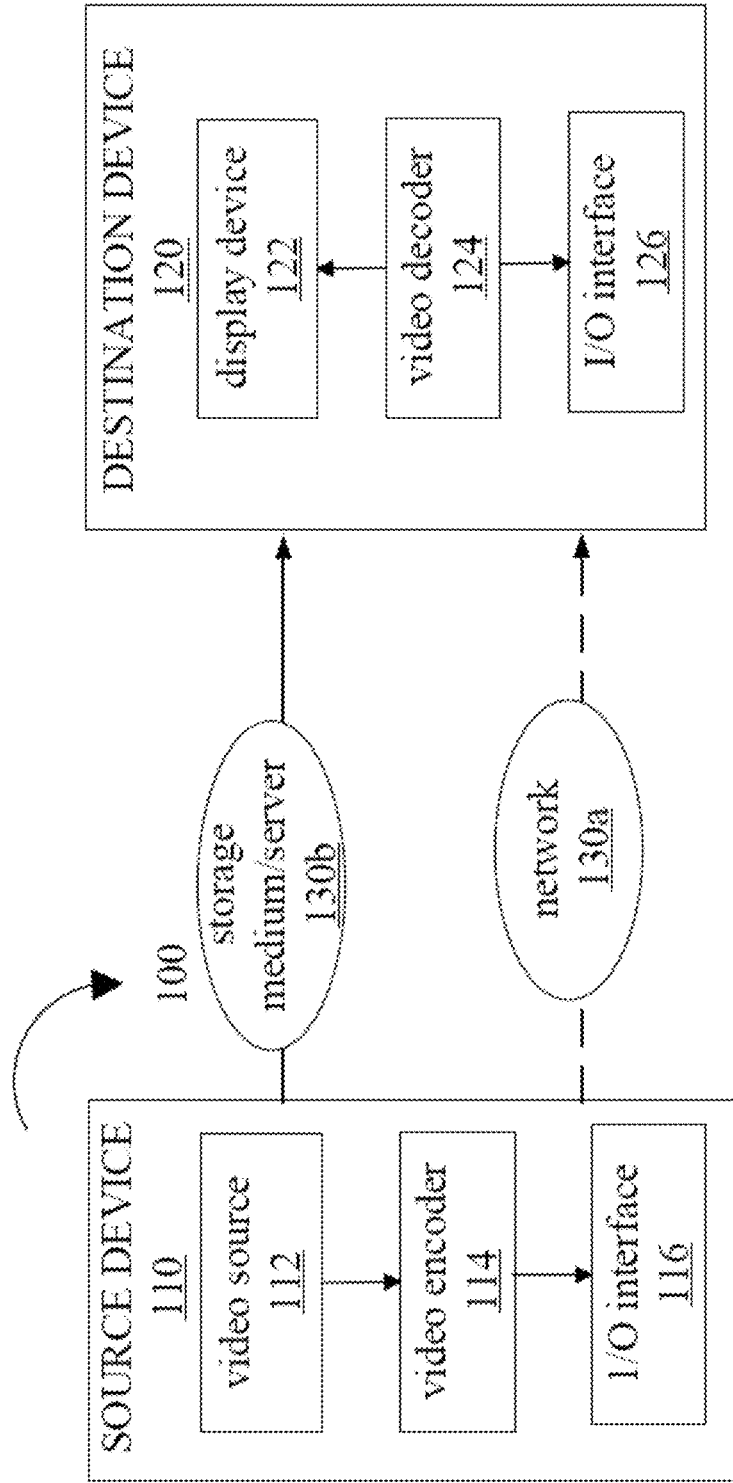 100
SOURCE DEVICE
110
video source
112
video encoder
114
I/O interface
116
storage
medium/server
130b
network
130a
DESTINATION DEVICE
120
display device
122
video decoder
124
I/O interface
126